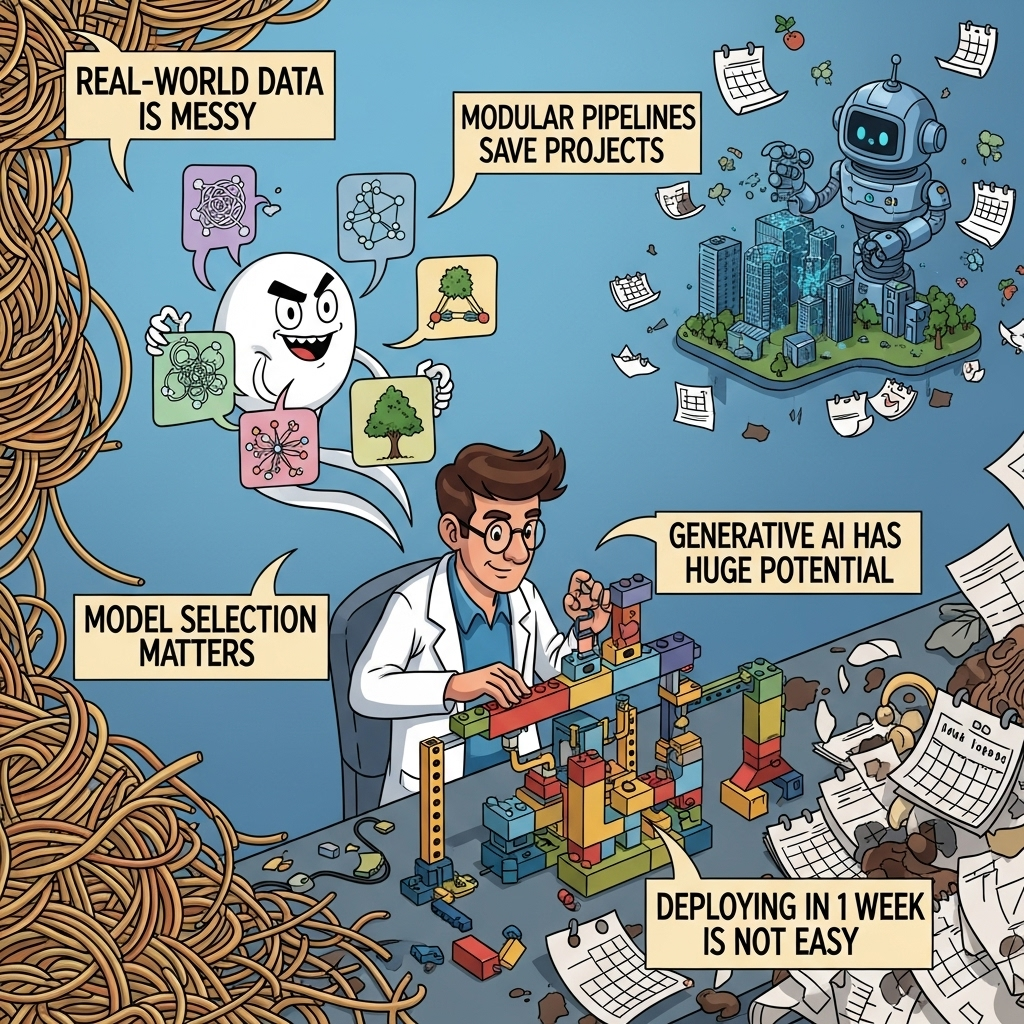 REAL-WORLD DATA
IS MESSY
MODULAR PIPELINES
SAVE PROJECTS
GENERATIVE AI HAS
HUGE POTENTIAL
MODEL SELECTION
MATTERS
DEPLOYING IN 1 WEEK
IS NOT EASY